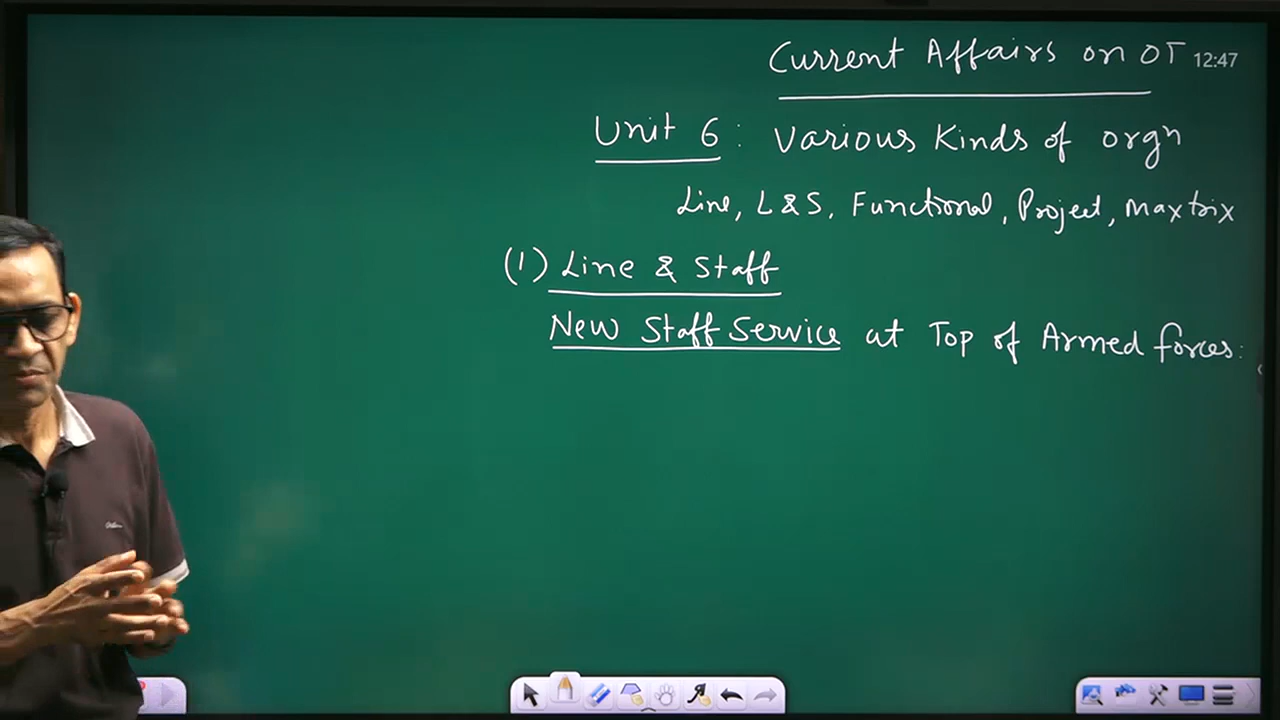 Current Affairs on OT 12:47
Unit 6: Various Kinds of orgn
Line, L&S, Functional, Project, Maxtrix
(1) Line & Staff
New Staff Service at Top of Armed forces: